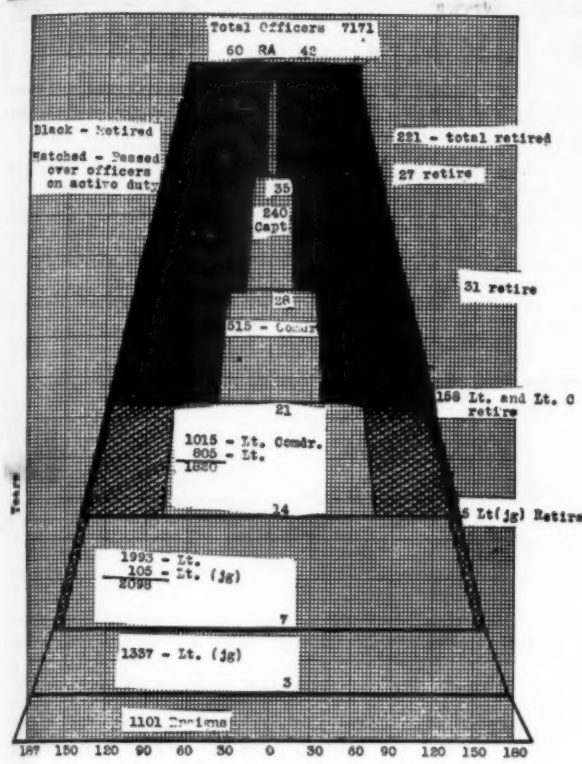 Total Officers 7171
60 RA 42
Black - Retired
Hatched - Passed
over officers
on active duty
221 - total retired
27 retire
35
240
Capt
31 retire
28
515 - Comdr
158 Lt. and Lt. C
retire
21
1015 - Lt. Comdr.
805 - Lt.
1820
14
5 Lt(jg) Retire
Years
1993 - Lt.
105 - Lt. (jg)
2098
7
1337 - Lt. (jg)
3
1101 Ensigns
187 150 120 90 60 30 0 30 60 90 120 150 180